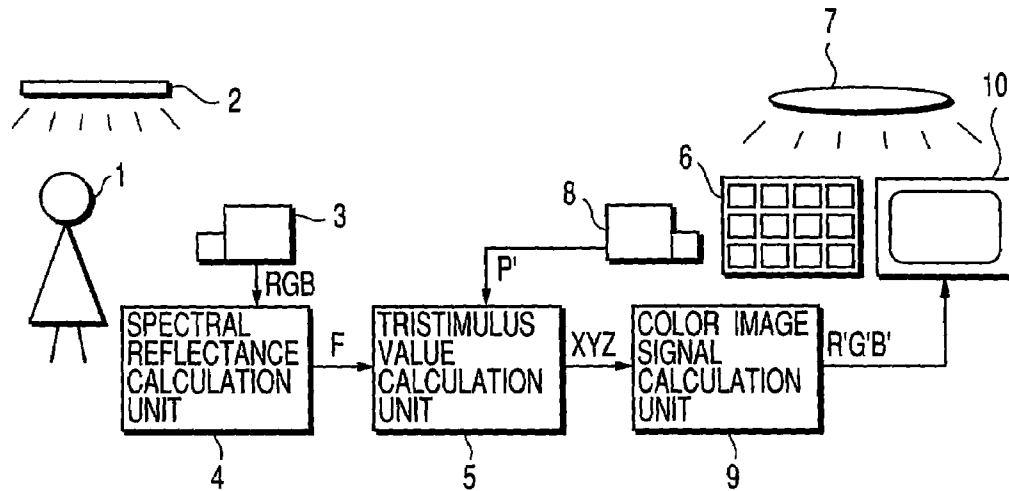 7
2
10
1
6
3
8
RGB
P'
SPECTRAL
REFLECTANCE
CALCULATION
UNIT
F
TRISTIMULUS
VALUE
CALCULATION
UNIT
XYZ
COLOR IMAGE
SIGNAL
CALCULATION
UNIT
R'G'B'
4
5
9